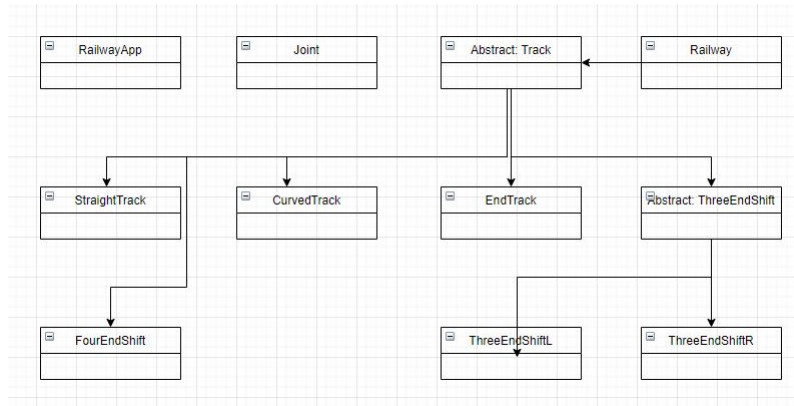 RailwayApp
Joint
Abstract: Track
Railway
StraightTrack
CurvedTrack
EndTrack
Abstract: ThreeEndShift
FourEndShift
ThreeEndShiftL
ThreeEndShiftR